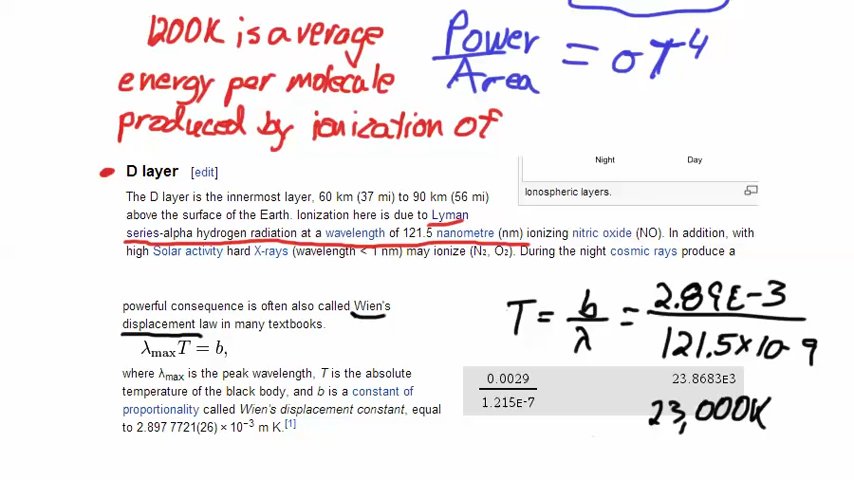 1200K is a average
energy per molecule
produced by ionization of
Power
Area
= σT⁴
D layer [edit]
Night Day
Ionospheric layers.
The D layer is the innermost layer, 60 km (37 mi) to 90 km (56 mi)
above the surface of the Earth. Ionization here is due to Lyman
series-alpha hydrogen radiation at a wavelength of 121.5 nanometre (nm) ionizing nitric oxide (NO). In addition, with
high Solar activity hard X-rays (wavelength < 1 nm) may ionize (N₂, O₂). During the night cosmic rays produce a
powerful consequence is often also called Wien's
displacement law in many textbooks.
λmaxT = b,
where λmax is the peak wavelength, T is the absolute
temperature of the black body, and b is a constant of
proportionality called Wien's displacement constant, equal
to 2.897 7721(26) × 10⁻³ m K.[1]
T = b/λ = 2.89E-3
121.5×10-9
0.0029 23.8683E3
1.215E-7
23,000K